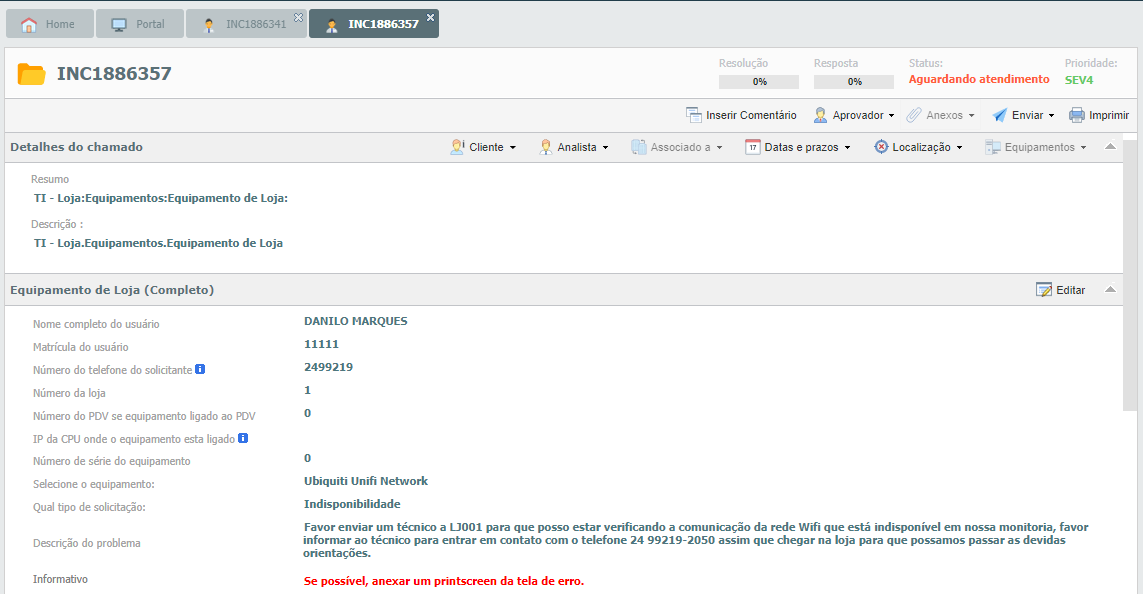 Home Portal INC1886341 INC1886357
INC1886357
Resolução Resposta Status: Prioridade:
0% 0% Aguardando atendimento SEV4
Inserir Comentário Aprovador Anexos Enviar Imprimir
Detalhes do chamado Cliente Analista Associado a 17 Datas e prazos Localização Equipamentos
Resumo
TI - Loja:Equipamentos:Equipamento de Loja:
Descrição :
TI - Loja.Equipamentos.Equipamento de Loja
Equipamento de Loja (Completo) Editar
Nome completo do usuário DANILO MARQUES
Matrícula do usuário 11111
Número do telefone do solicitante 2499219
Número da loja 1
Número do PDV se equipamento ligado ao PDV 0
IP da CPU onde o equipamento esta ligado
Número de série do equipamento 0
Selecione o equipamento: Ubiquiti Unifi Network
Qual tipo de solicitação: Indisponibilidade
Descrição do problema Favor enviar um técnico a LJ001 para que posso estar verificando a comunicação da rede Wifi que está indisponível em nossa monitoria, favor
informar ao técnico para entrar em contato com o telefone 24 99219-2050 assim que chegar na loja para que possamos passar as devidas
orientações.
Informativo Se possível, anexar um printscreen da tela de erro.